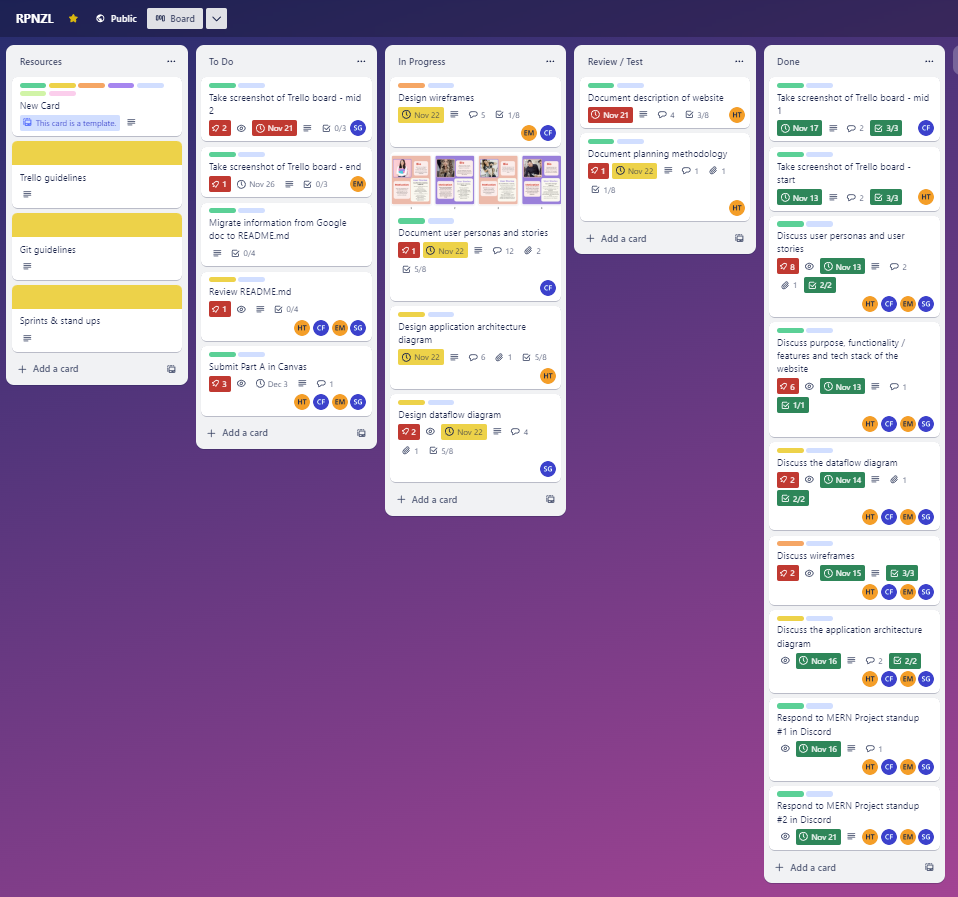 RPNZL Public Board
Resources
New Card
This card is a template.
Trello guidelines
Git guidelines
Sprints & stand ups
Add a card
To Do
Take screenshot of Trello board - mid
2
2 Nov 21 0/3 SG
Take screenshot of Trello board - end
1 Nov 26 0/3 EM
Migrate information from Google
doc to README.md
0/4
Review README.md
1 0/4
HT CF EM SG
Submit Part A in Canvas
3 Dec 3 1
HT CF EM SG
Add a card
In Progress
Design wireframes
Nov 22 5 1/8
EM CF
Document user personas and stories
1 Nov 22 12 2
5/8
CF
Design application architecture
diagram
Nov 22 6 1 5/8
HT
Design dataflow diagram
2 Nov 22 4
1 5/8
SG
Add a card
Review / Test
Document description of website
Nov 21 4 3/8 HT
Document planning methodology
1 Nov 22 1 1
1/8
HT
Add a card
Done
Take screenshot of Trello board - mid
1
Nov 17 2 3/3 CF
Take screenshot of Trello board -
start
Nov 13 2 3/3 HT
Discuss user personas and user
stories
8 Nov 13 2
1 2/2
HT CF EM SG
Discuss purpose, functionality /
features and tech stack of the
website
6 Nov 13 1
1/1
HT CF EM SG
Discuss the dataflow diagram
2 Nov 14 1
2/2
HT CF EM SG
Discuss wireframes
2 Nov 15 3/3
HT CF EM SG
Discuss the application architecture
diagram
Nov 16 2 2/2
HT CF EM SG
Respond to MERN Project standup
#1 in Discord
Nov 16 1
HT CF EM SG
Respond to MERN Project standup
#2 in Discord
Nov 21 HT CF EM SG
Add a card